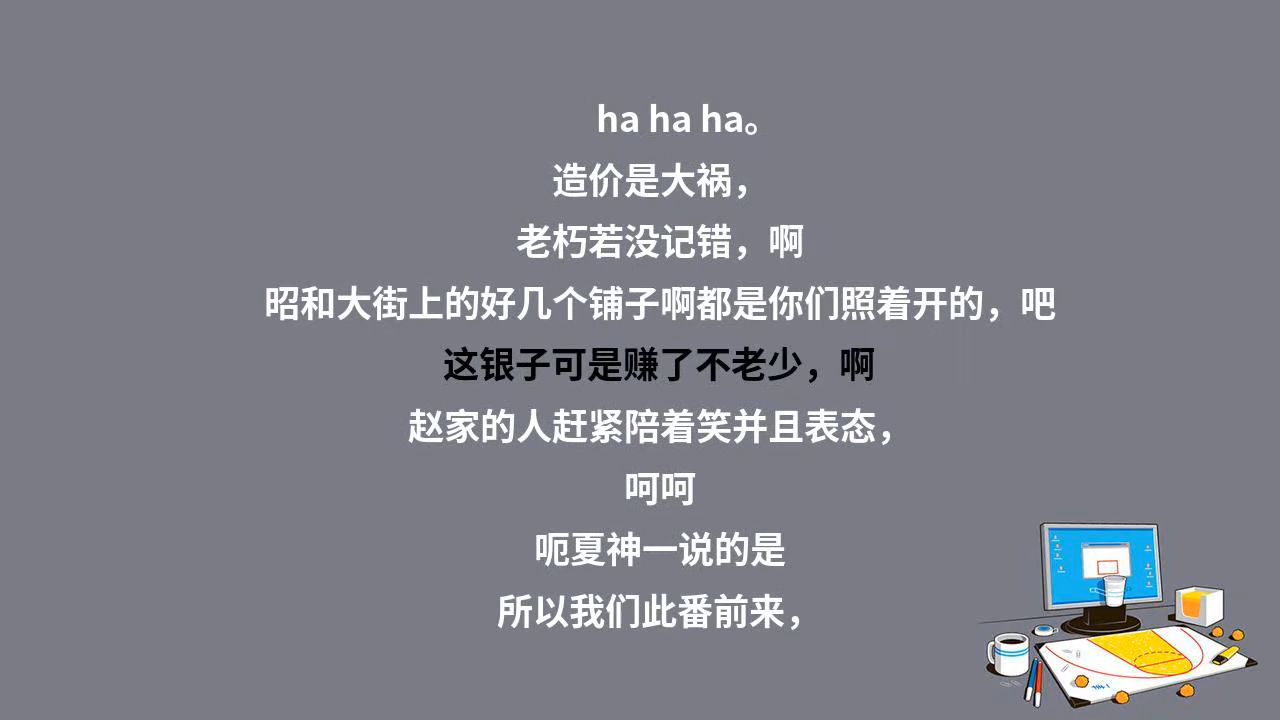 ha ha ha。
造价是大祸，
老朽若没记错，啊
昭和大街上的好几个铺子啊都是你们照着开的，吧
这银子可是赚了不老少，啊
赵家的人赶紧陪着笑并且表态，
呵呵
呃夏神一说的是
所以我们此番前来，